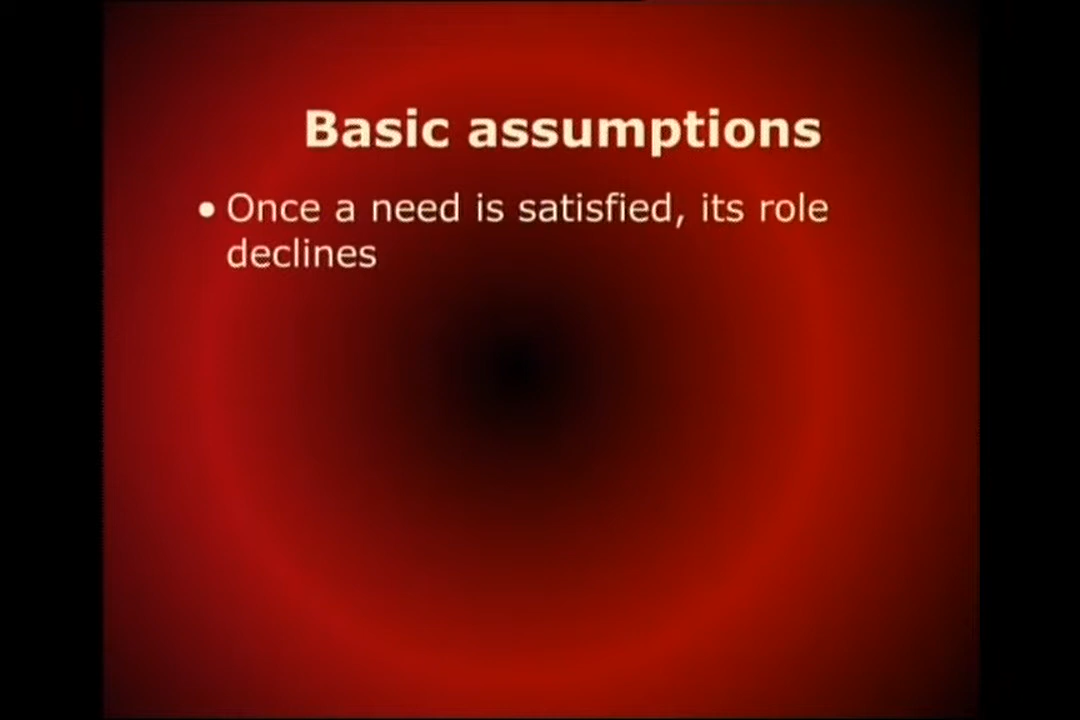 Basic assumptions
• Once a need is satisfied, its role
declines